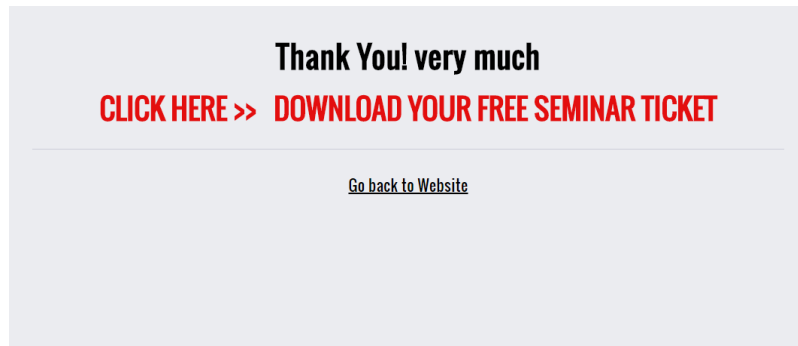 Thank You! very much
CLICK HERE >> DOWNLOAD YOUR FREE SEMINAR TICKET
Go back to Website